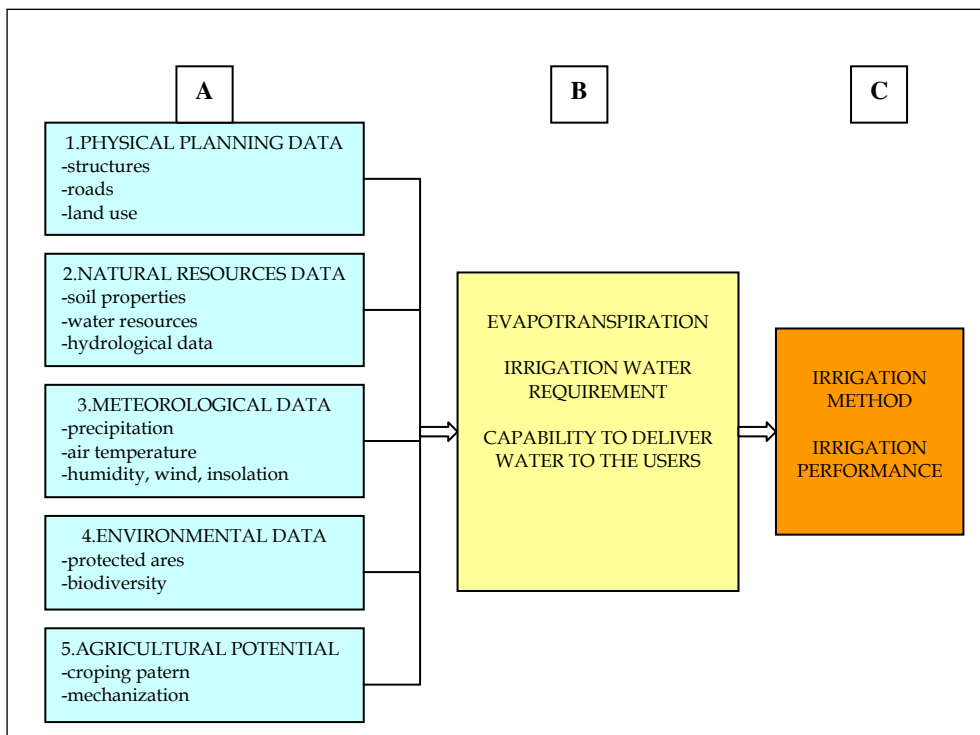 A
B
C
1.PHYSICAL PLANNING DATA
-structures
-roads
-land use
2.NATURAL RESOURCES DATA
-soil properties
-water resources
-hydrological data
3.METEOROLOGICAL DATA
-precipitation
-air temperature
-humidity, wind, insolation
4.ENVIRONMENTAL DATA
-protected ares
-biodiversity
5.AGRICULTURAL POTENTIAL
-croping patern
-mechanization
EVAPOTRANSPIRATION
IRRIGATION WATER
REQUIREMENT
CAPABILITY TO DELIVER
WATER TO THE USERS
IRRIGATION
METHOD
IRRIGATION
PERFORMANCE